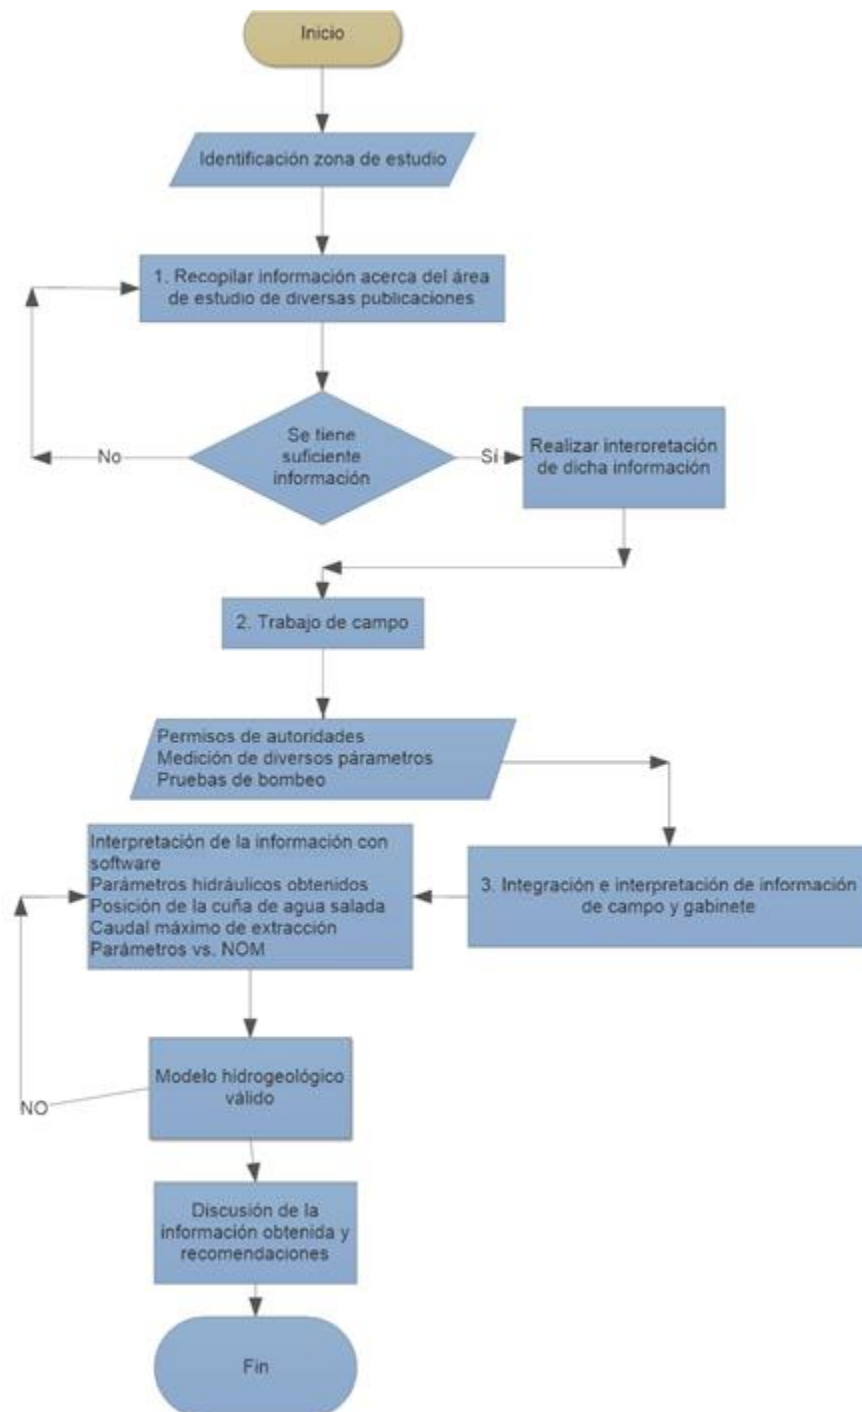 Inicio
Identificación zona de estudio
1. Recopilar información acerca del área
de estudio de diversas publicaciones
Se tiene
suficiente
información
No
Sí
Realizar interpretación
de dicha información
2. Trabajo de campo
Permisos de autoridades
Medición de diversos párametros
Pruebas de bombeo
3. Integración e interpretación de información
de campo y gabinete
Interpretación de la información con
software
Parámetros hidráulicos obtenidos
Posición de la cuña de agua salada
Caudal máximo de extracción
Parámetros vs. NOM
Modelo hidrogeológico
válido
NO
Discusión de la
información obtenida y
recomendaciones
Fin